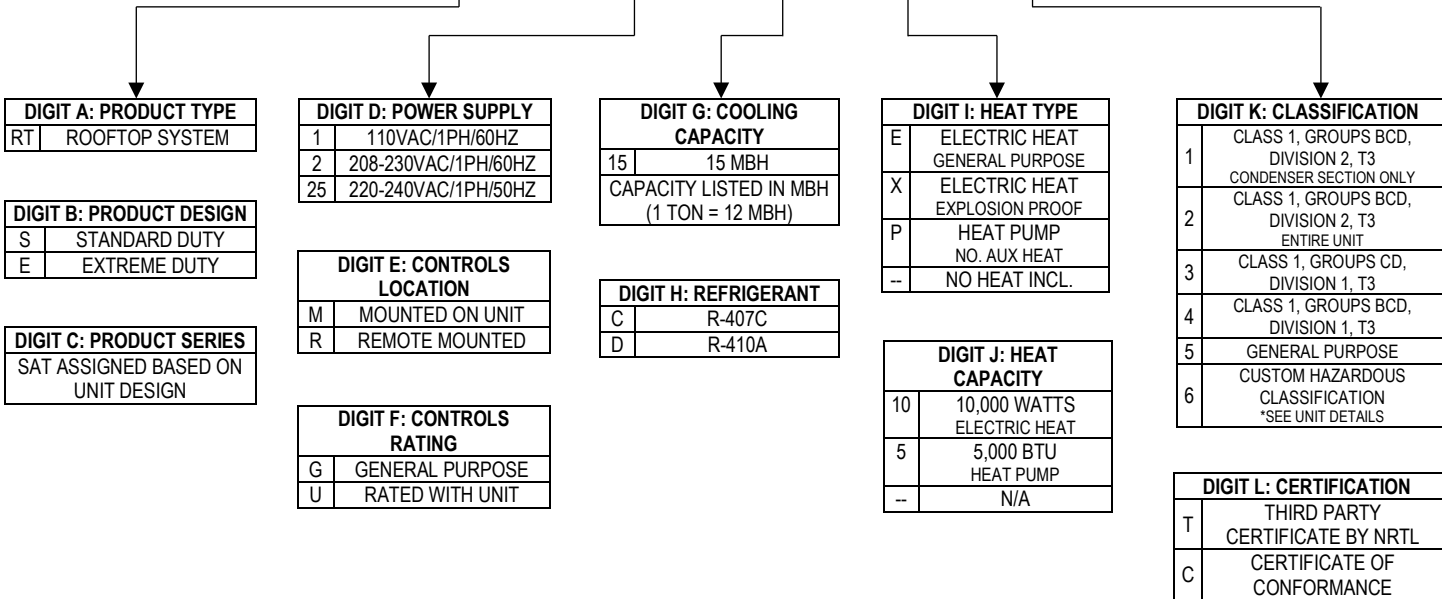 DIGIT A: PRODUCT TYPE
RT ROOFTOP SYSTEM
DIGIT B: PRODUCT DESIGN
S STANDARD DUTY
E EXTREME DUTY
DIGIT C: PRODUCT SERIES
SAT ASSIGNED BASED ON
UNIT DESIGN
DIGIT D: POWER SUPPLY
1 110VAC/1PH/60HZ
2 208-230VAC/1PH/60HZ
25 220-240VAC/1PH/50HZ
DIGIT E: CONTROLS
LOCATION
M MOUNTED ON UNIT
R REMOTE MOUNTED
DIGIT F: CONTROLS
RATING
G GENERAL PURPOSE
U RATED WITH UNIT
DIGIT G: COOLING
CAPACITY
15 15 MBH
CAPACITY LISTED IN MBH
(1 TON = 12 MBH)
DIGIT H: REFRIGERANT
C R-407C
D R-410A
DIGIT I: HEAT TYPE
E ELECTRIC HEAT
GENERAL PURPOSE
X ELECTRIC HEAT
EXPLOSION PROOF
P HEAT PUMP
NO. AUX HEAT
-- NO HEAT INCL.
DIGIT J: HEAT
CAPACITY
10 10,000 WATTS
ELECTRIC HEAT
5 5,000 BTU
HEAT PUMP
-- N/A
DIGIT K: CLASSIFICATION
1 CLASS 1, GROUPS BCD,
DIVISION 2, T3
CONDENSER SECTION ONLY
2 CLASS 1, GROUPS BCD,
DIVISION 2, T3
ENTIRE UNIT
3 CLASS 1, GROUPS CD,
DIVISION 1, T3
4 CLASS 1, GROUPS BCD,
DIVISION 1, T3
5 GENERAL PURPOSE
6 CUSTOM HAZARDOUS
CLASSIFICATION
*SEE UNIT DETAILS
DIGIT L: CERTIFICATION
T THIRD PARTY
CERTIFICATE BY NRTL
C CERTIFICATE OF
CONFORMANCE